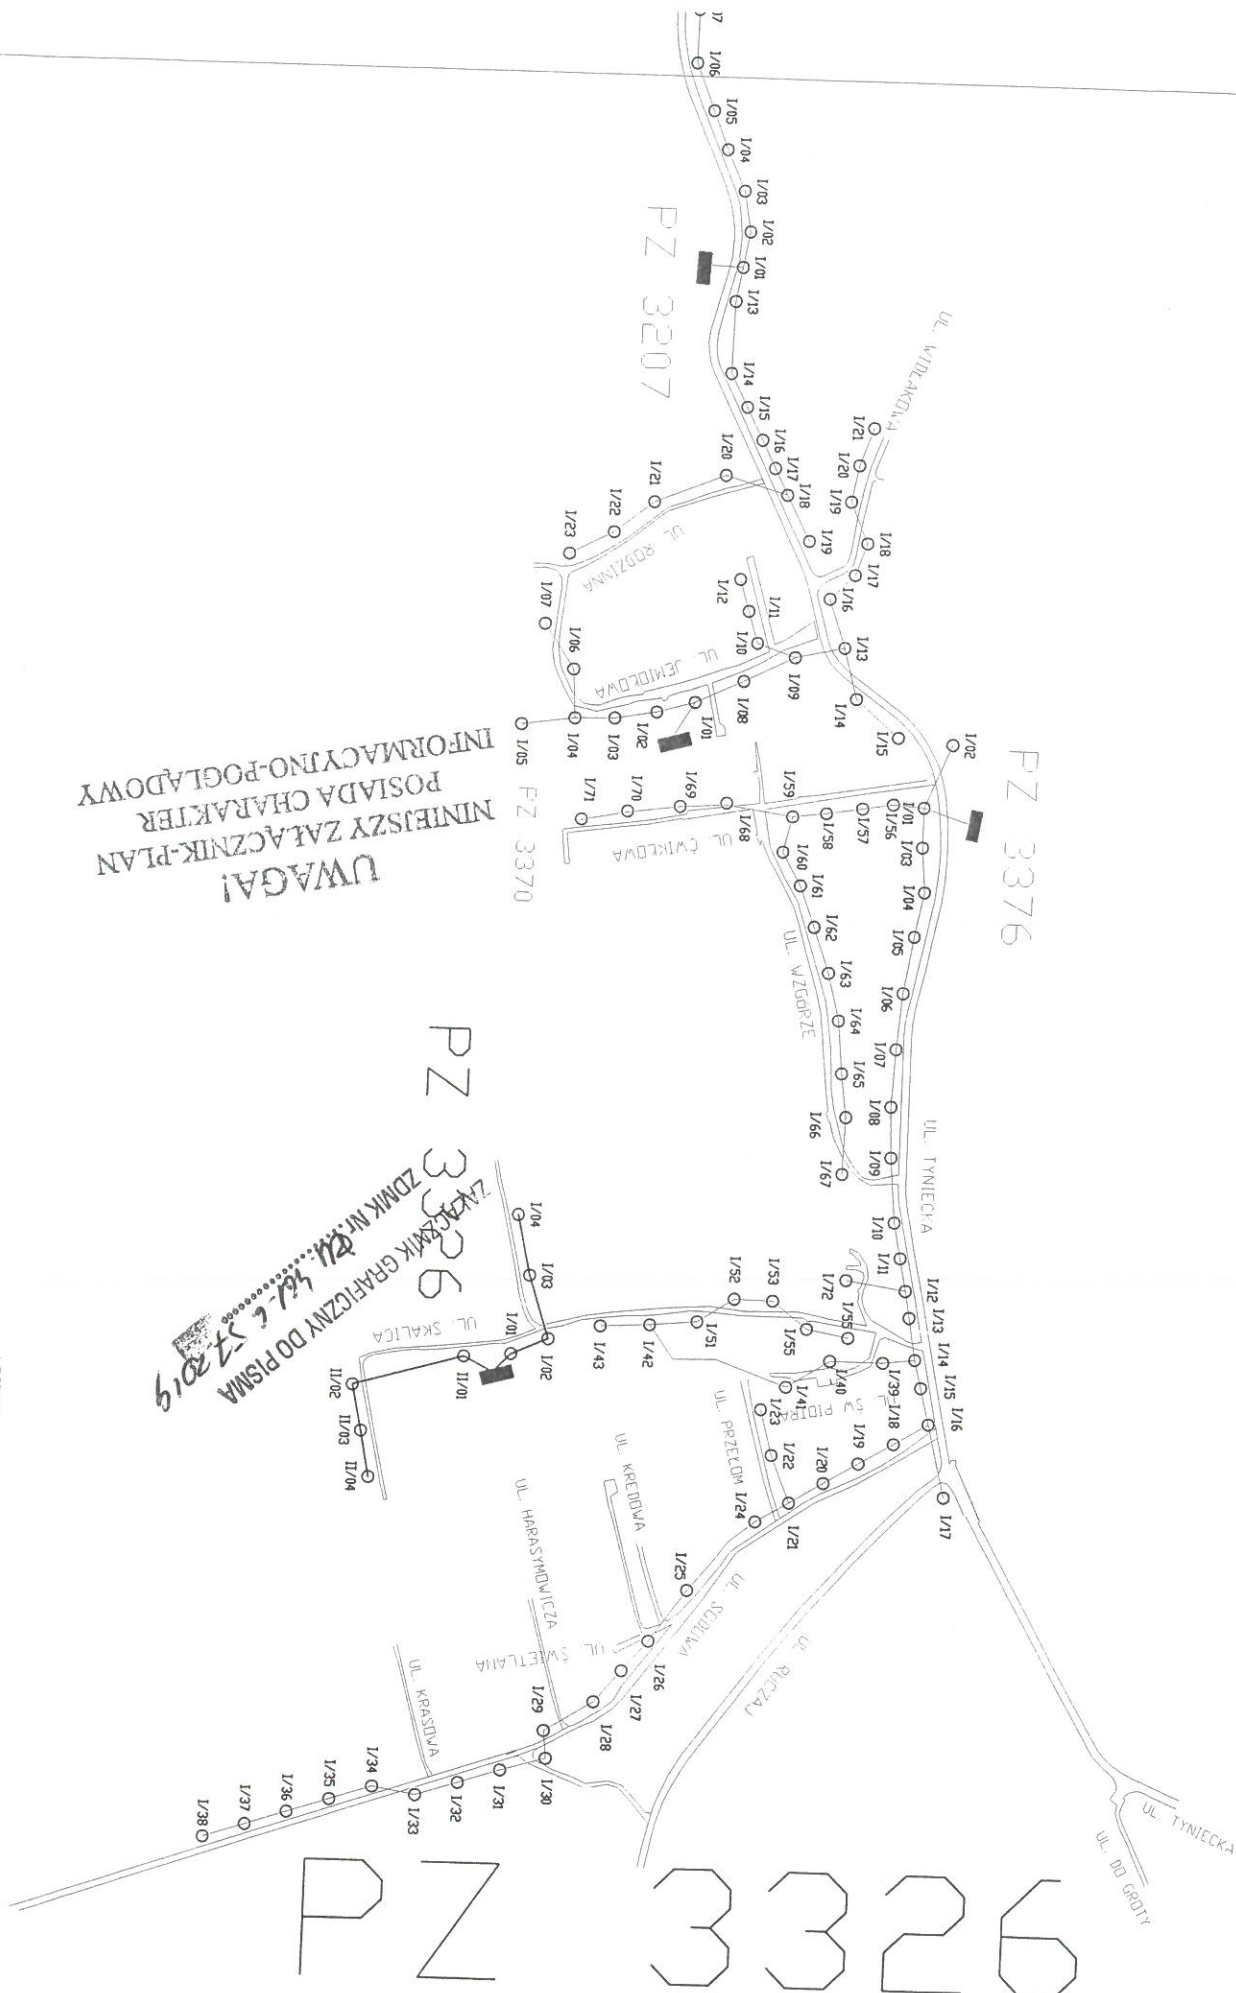 I/07
I/06
I/05
I/04
I/03
I/02
I/01
I/13
PZ 3207
I/14
I/15
I/16
I/17
I/18
I/19
I/20
I/21
I/22
I/23
UL. WIDŁAKOWA
I/21
I/20
I/19
I/18
I/17
I/16
I/13
I/14
I/15
UL. RODZINNA
I/12
I/11
I/10
I/09
I/08
I/07
I/06
UL. JEMIOŁOWA
I/01
I/02
I/03
I/04
I/05
PZ 3370
I/02
PZ 3376
I/01
I/03
I/04
I/05
I/06
I/07
I/08
I/09
I/10
I/11
I/12
I/13
I/14
I/15
I/16
I/17
I/56
I/57
I/58
I/59
I/68
I/69
I/70
I/71
UL. ĆWIKŁOWA
I/60
I/61
I/62
I/63
I/64
I/65
I/66
I/67
UL. WZGÓRZE
UL. TYNIECKA
UWAGA!
NINIEJSZY ZAŁĄCZNIK-PLAN
POSIADA CHARAKTER
INFORMACYJNO-POGLĄDOWY
PZ 3326
ZAŁĄCZNIK GRAFICZNY DO PISMA
ZDMK Nr
2019
I/04
I/03
I/02
I/01
UL. SKALICA
II/01
II/02
II/03
II/04
I/72
I/55
I/55
I/53
I/52
I/51
I/42
I/43
I/39
I/40
I/41
UL. ŚW PIOTRA
I/18
I/19
I/20
I/21
I/22
I/23
I/24
UL. PRZEŁOM
I/25
UL. KREDOWA
UL. HARASYMOWICZA
UL. SODOWA
UL. ŚWIETLANA
UL. RUCZAJ
I/26
I/27
I/28
I/29
I/30
I/31
I/32
I/33
I/34
I/35
I/36
I/37
I/38
UL. KRASOWA
UL. TYNIECKA
UL. DO GROTY
PZ 3326